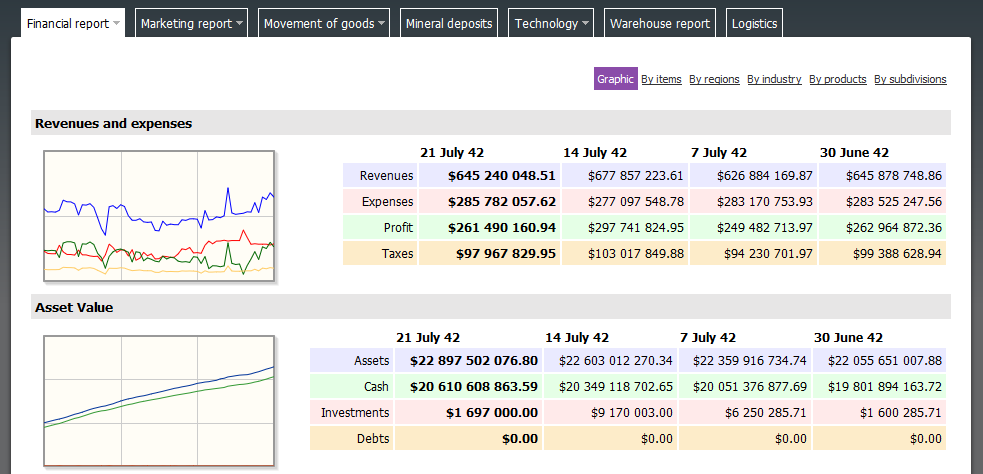 Financial report Marketing report Movement of goods Mineral deposits Technology Warehouse report Logistics
Graphic By items By regions By industry By products By subdivisions
Revenues and expenses
21 July 42 14 July 42 7 July 42 30 June 42
Revenues $645 240 048.51 $677 857 223.61 $626 884 169.87 $645 878 748.86
Expenses $285 782 057.62 $277 097 548.78 $283 170 753.93 $283 525 247.56
Profit $261 490 160.94 $297 741 824.95 $249 482 713.97 $262 964 872.36
Taxes $97 967 829.95 $103 017 849.88 $94 230 701.97 $99 388 628.94
Asset Value
21 July 42 14 July 42 7 July 42 30 June 42
Assets $22 897 502 076.80 $22 603 012 270.34 $22 359 916 734.74 $22 055 651 007.88
Cash $20 610 608 863.59 $20 349 118 702.65 $20 051 376 877.69 $19 801 894 163.72
Investments $1 697 000.00 $9 170 003.00 $6 250 285.71 $1 600 285.71
Debts $0.00 $0.00 $0.00 $0.00